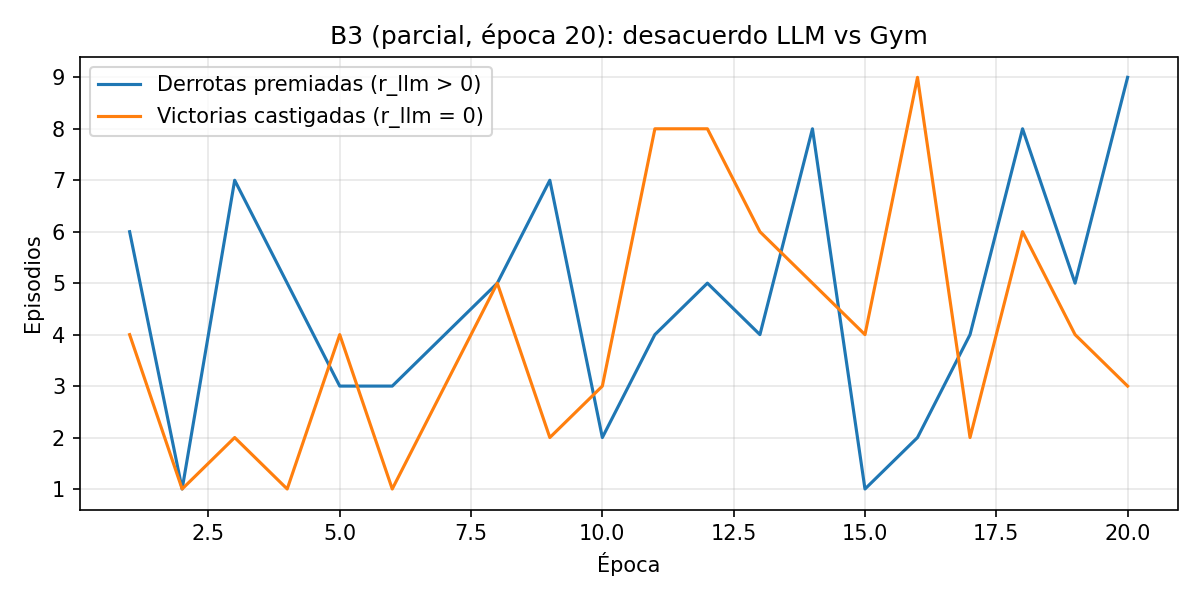 B3 (parcial, época 20): desacuerdo LLM vs Gym
Derrotas premiadas (r_llm > 0)
Victorias castigadas (r_llm = 0)
Episodios
9
8
7
6
5
4
3
2
1
2.5 5.0 7.5 10.0 12.5 15.0 17.5 20.0
Época